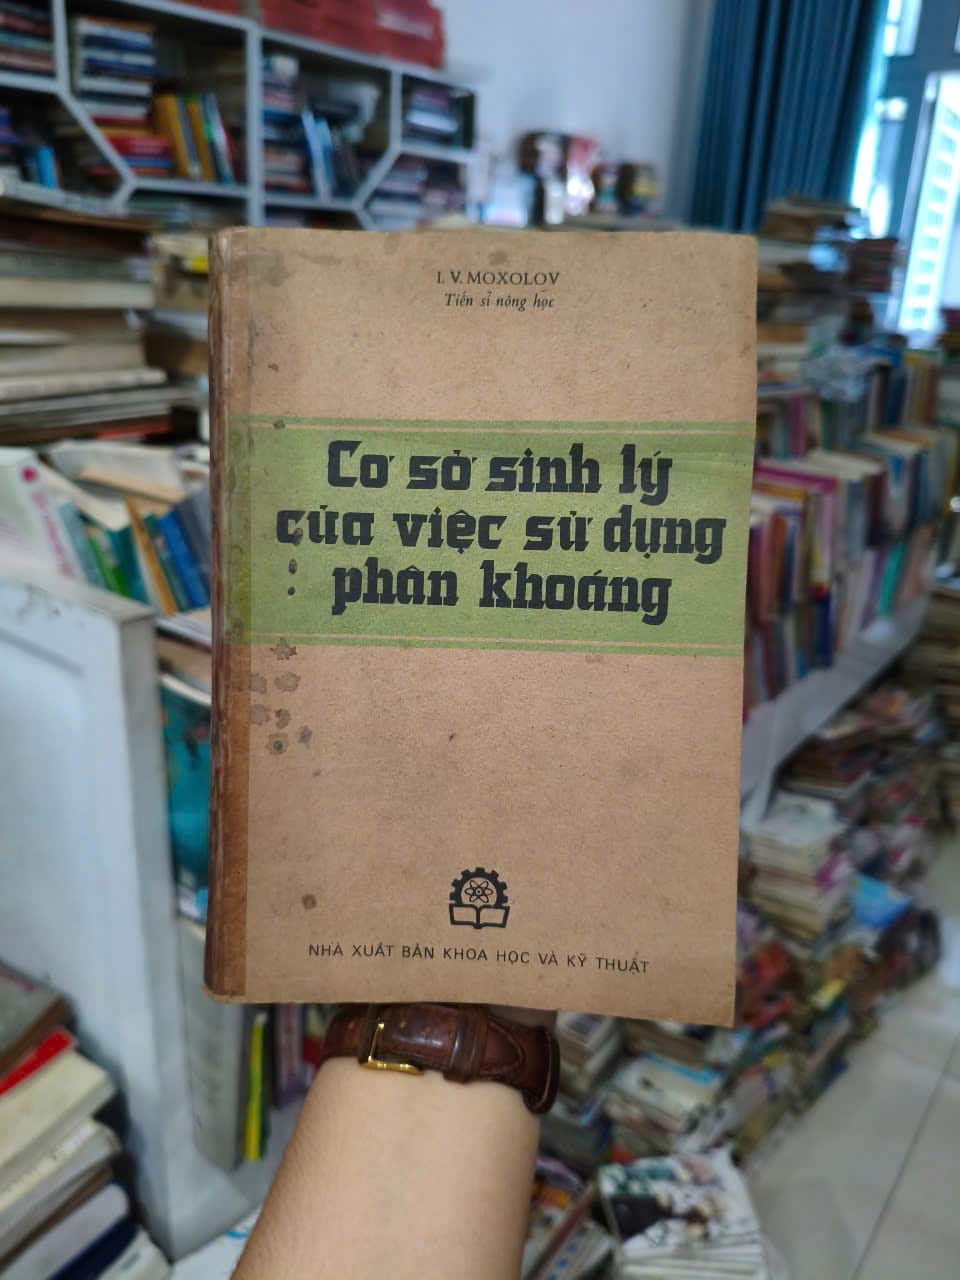 I. V. MOXOLOV
Tiến sĩ nông học
Cơ sở sinh lý
của việc sử dụng
phân khoáng
NHÀ XUẤT BẢN KHOA HỌC VÀ KỸ THUẬT